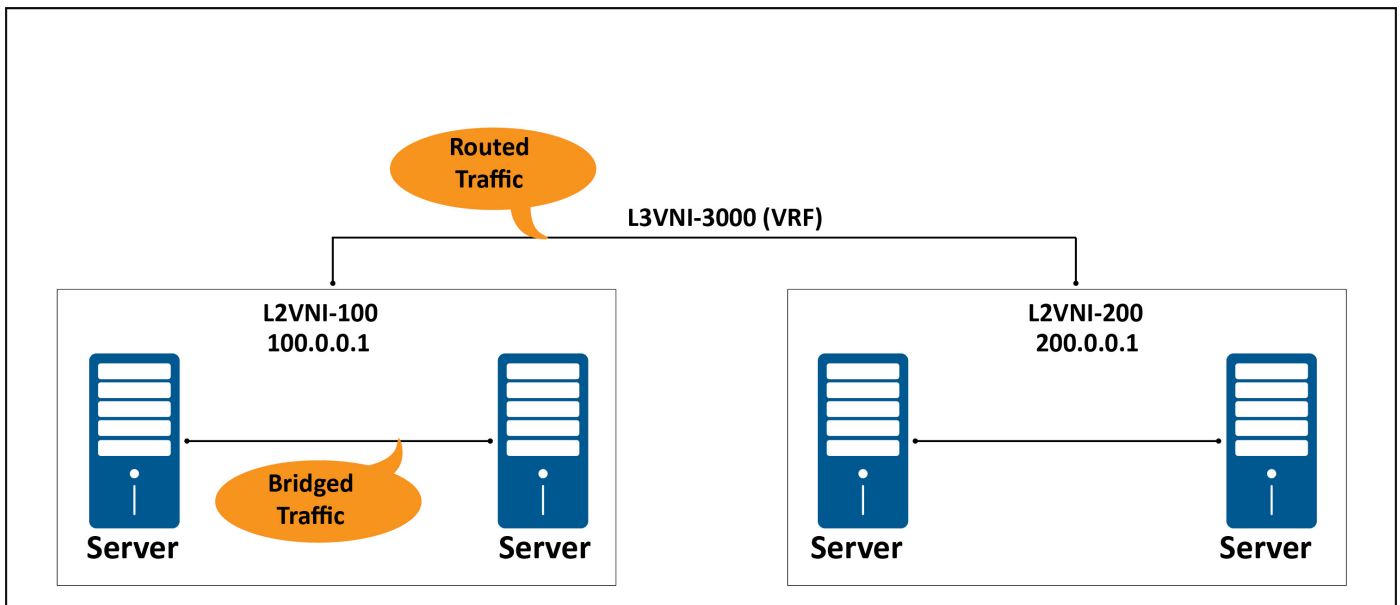 Routed
Traffic
L3VNI-3000 (VRF)
L2VNI-100
100.0.0.1
L2VNI-200
200.0.0.1
Bridged
Traffic
Server
Server
Server
Server